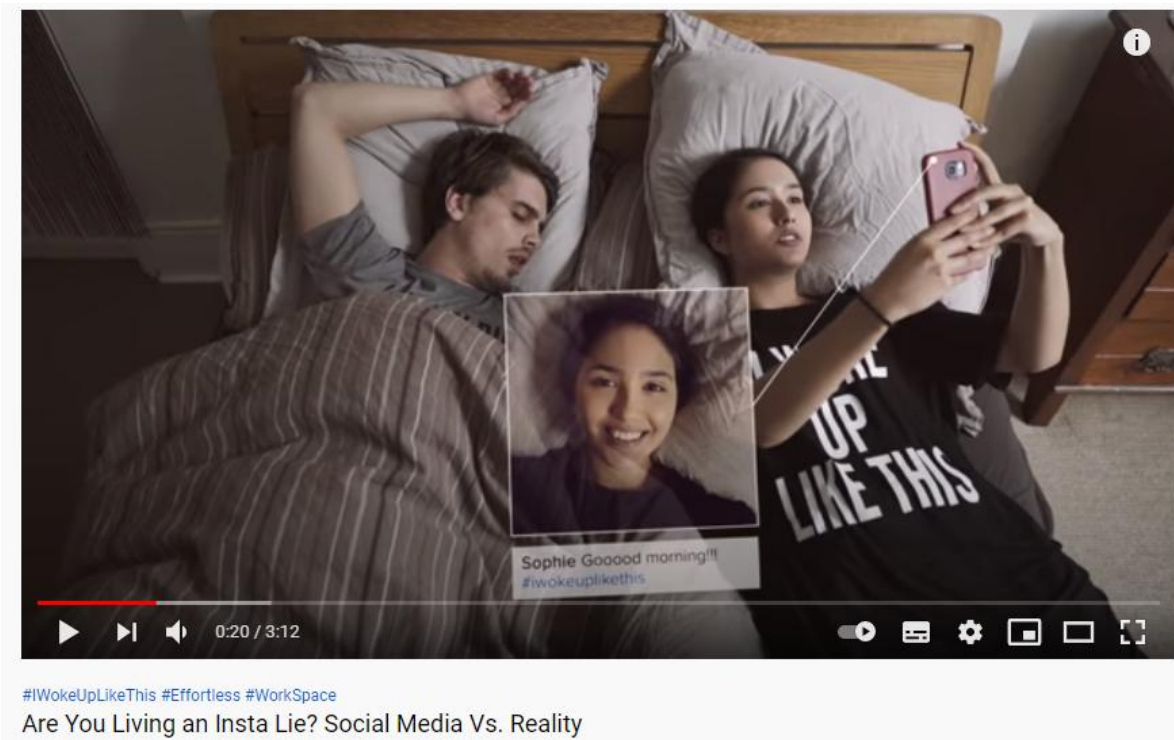 I WOKE
UP
LIKE THIS
Sophie Gooood morning!!!
#iwokeuplikethis
0:20 / 3:12
#IWokeUpLikeThis #Effortless #WorkSpace
Are You Living an Insta Lie? Social Media Vs. Reality